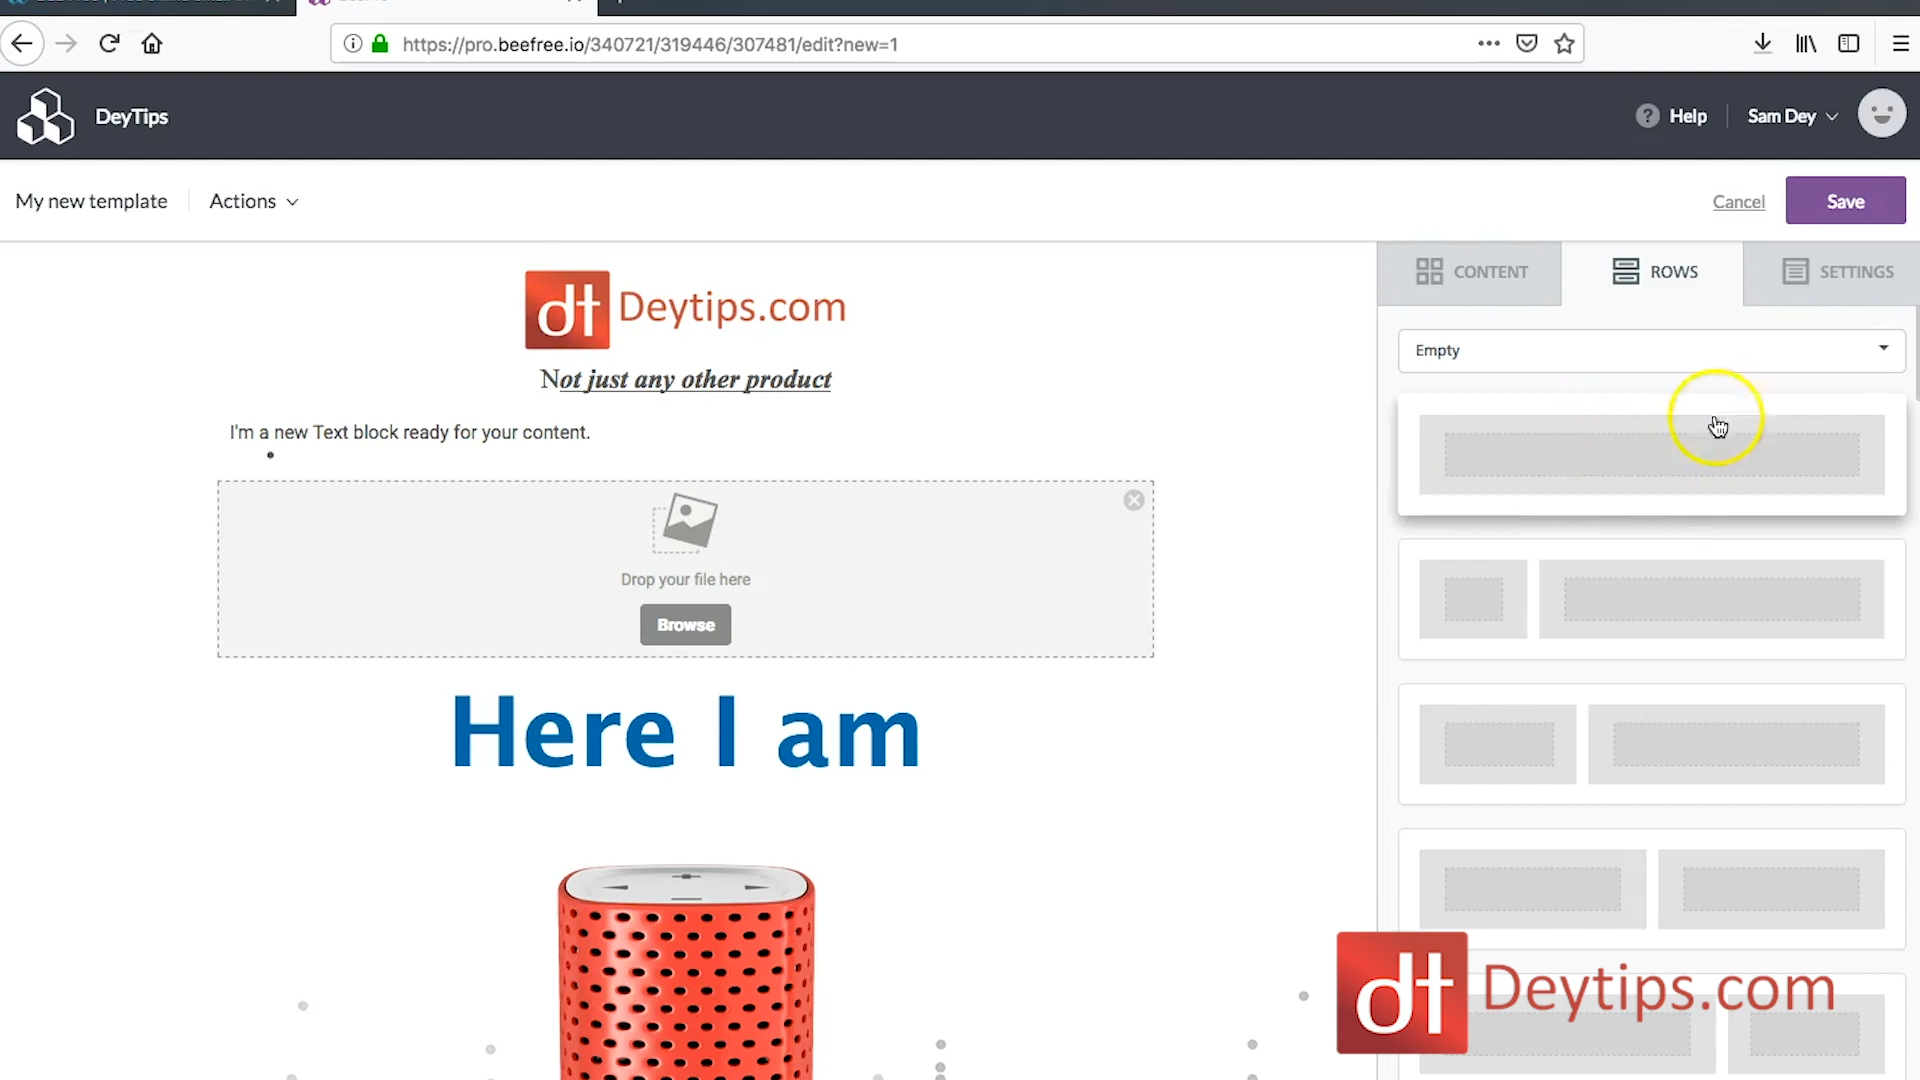 https://pro.beefree.io/340721/319446/307481/edit?new=1
DeyTips
Help
Sam Dey
My new template
Actions
Cancel
Save
CONTENT
ROWS
SETTINGS
dt Deytips.com
Empty
Not just any other product
I'm a new Text block ready for your content.
Drop your file here
Browse
Here I am
dt Deytips.com